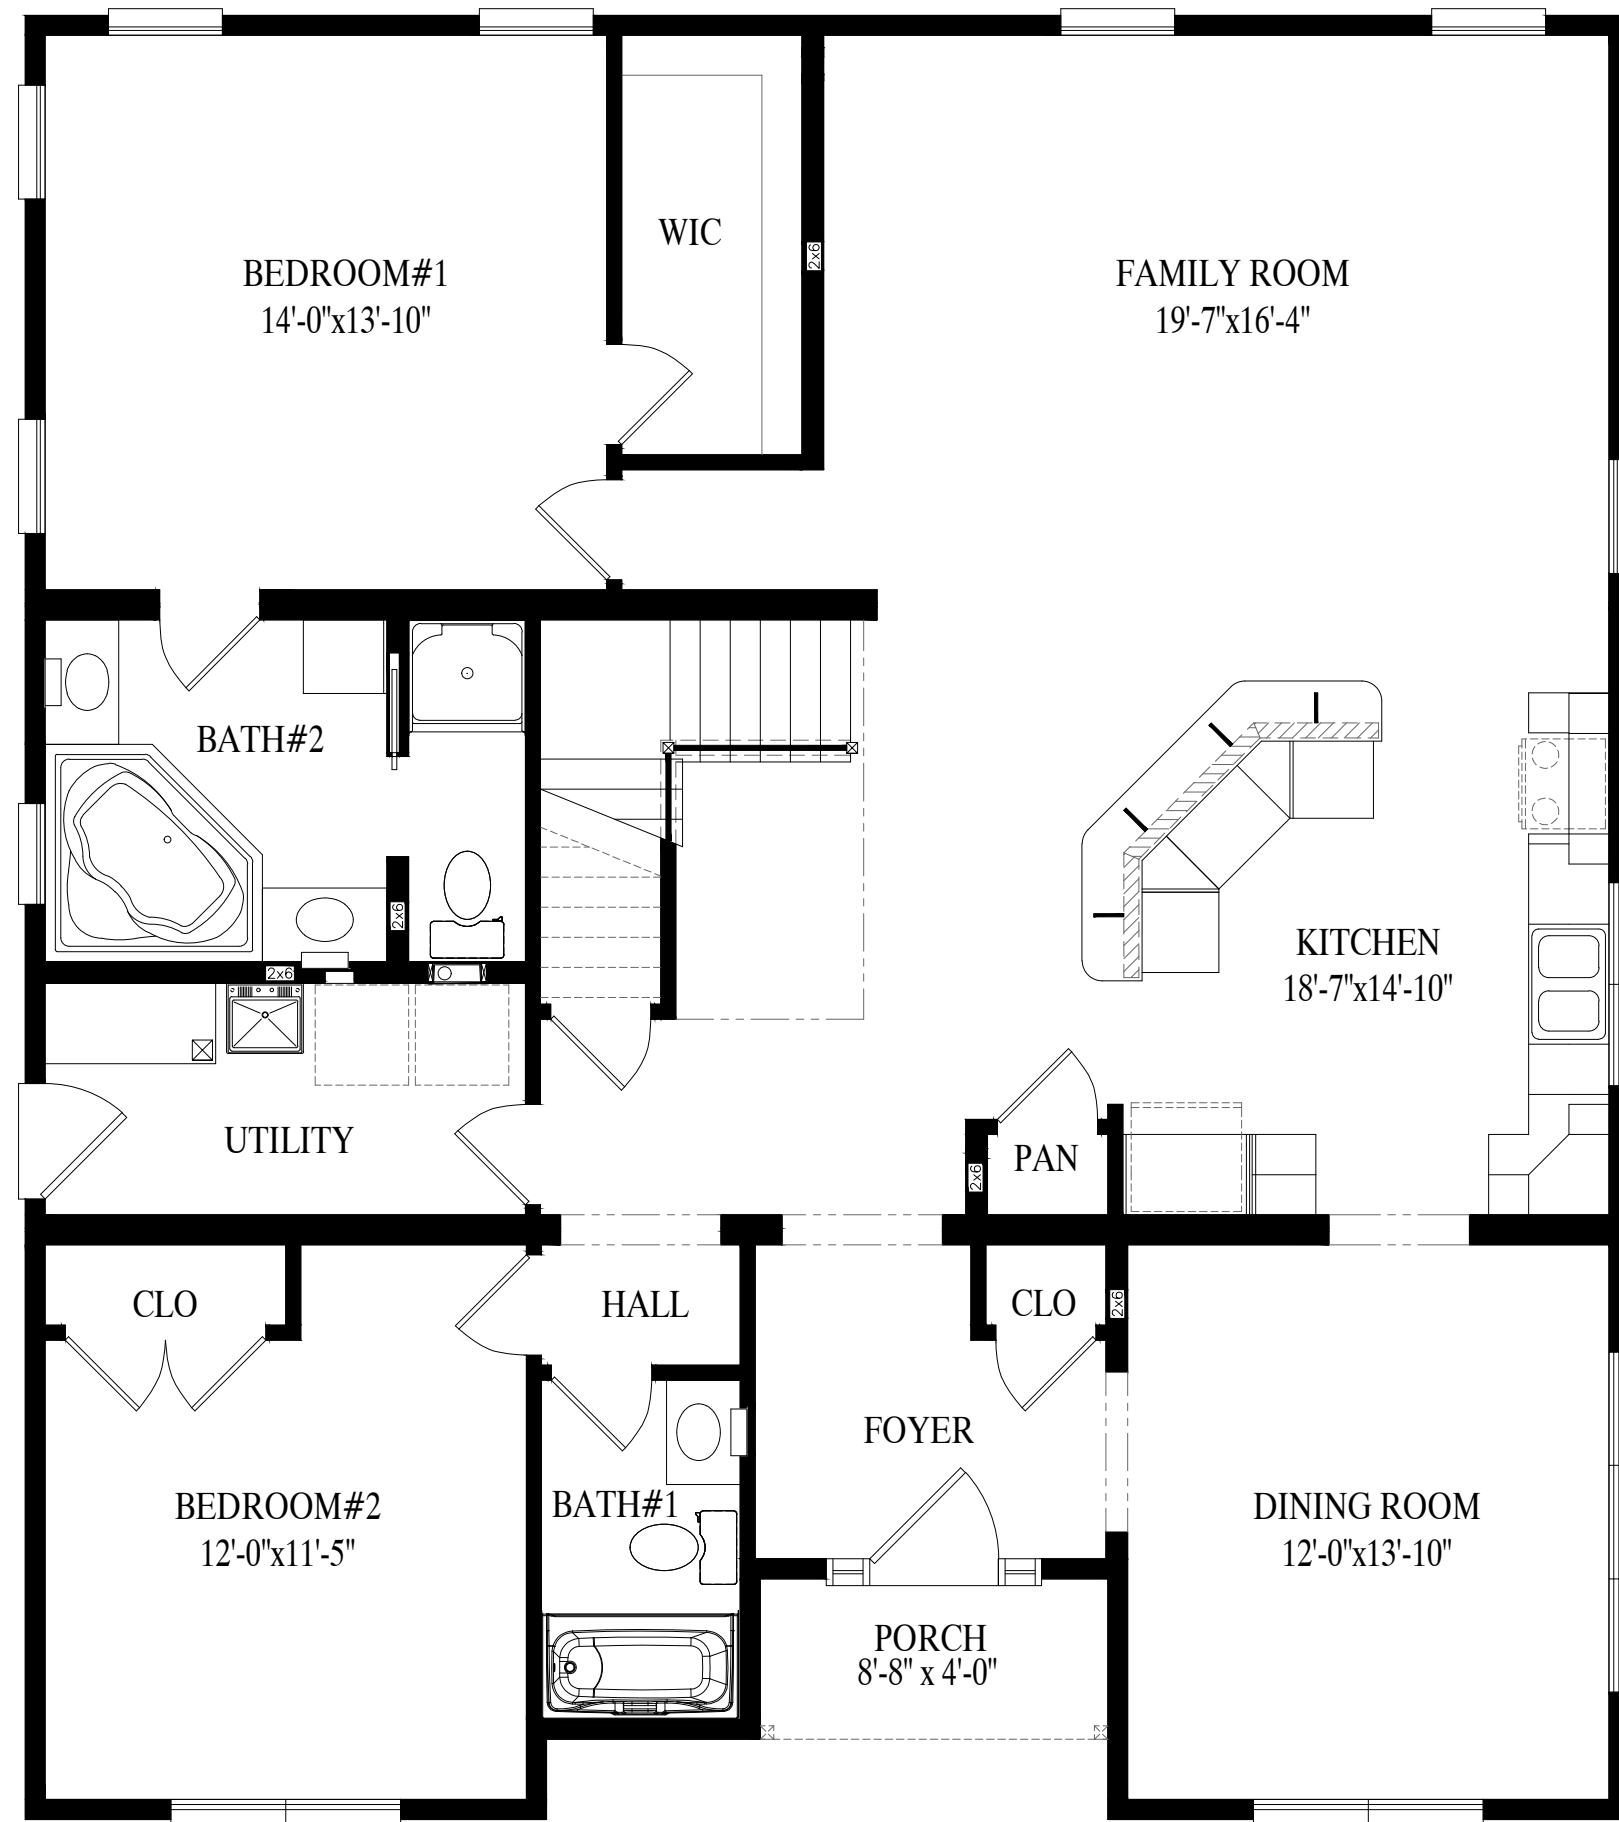 WIC
2x6
BEDROOM#1
14'-0"x13'-10"
FAMILY ROOM
19'-7"x16'-4"
BATH#2
2x6
2x6
KITCHEN
18'-7"x14'-10"
UTILITY
PAN
2x6
CLO
HALL
CLO
2x6
FOYER
BEDROOM#2
12'-0"x11'-5"
BATH#1
DINING ROOM
12'-0"x13'-10"
PORCH
8'-8" x 4'-0"